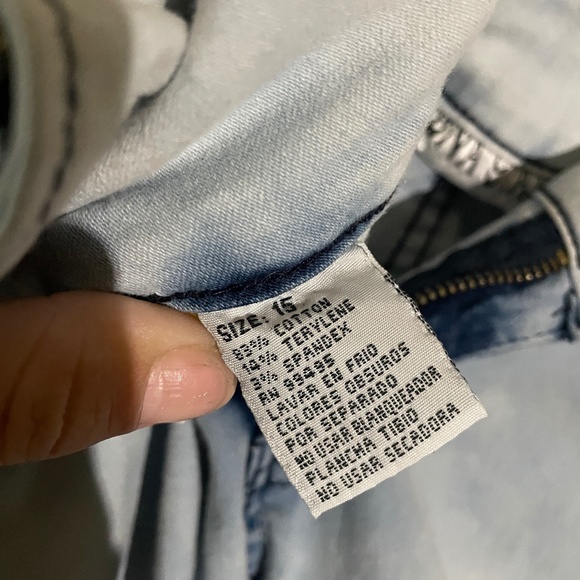 SIZE: 15
83% COTTON
14% TERYLENE
3% SPANDEX
RN 99495
LAVAR EN FRIO
COLORES OBSUROS
POR SEPARADO
NO USAR BLANQUEADOR
PLANCHA TIBIO
NO USAR SECADORA